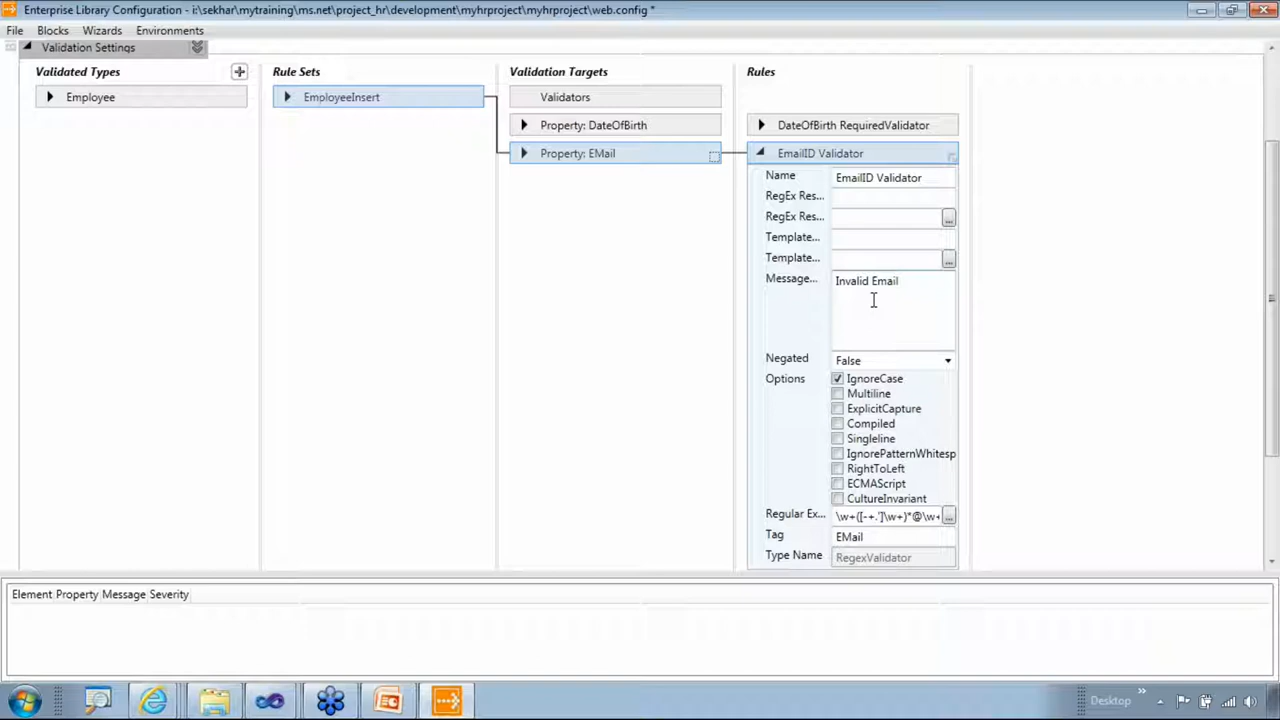 Enterprise Library Configuration - i:\sekhar\mytraining\ms.net\project_hr\development\myhrproject\myhrproject\web.config *
File Blocks Wizards Environments
Validation Settings
Validated Types Rule Sets Validation Targets Rules
Employee EmployeeInsert Validators
Property: DateOfBirth DateOfBirth RequiredValidator
Property: EMail EmailID Validator
Name EmailID Validator
RegEx Res...
RegEx Res... ...
Template...
Template... ...
Message... Invalid Email
Negated False
Options IgnoreCase
Multiline
ExplicitCapture
Compiled
Singleline
IgnorePatternWhitesp
RightToLeft
ECMAScript
CultureInvariant
Regular Ex... \w+([-+.']\w+)*@\w+ ...
Tag EMail
Type Name RegexValidator
Element Property Message Severity
Desktop